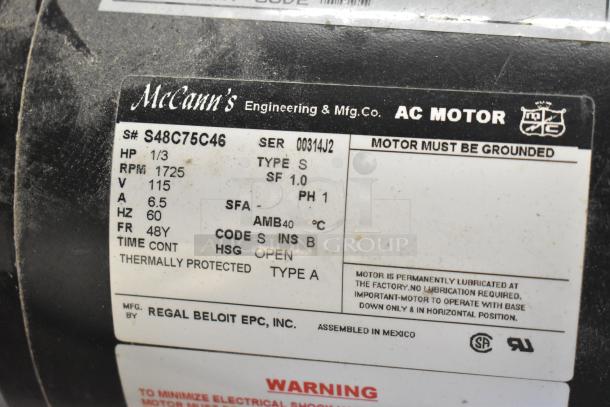 CODE
McCann's Engineering & Mfg.Co. AC MOTOR
S# S48C75C46 SER 00314J2
HP 1/3 TYPE S
RPM 1725 SF 1.0
V 115 PH 1
A 6.5 SFA -
HZ 60 AMB 40 °C
FR 48Y CODE S INS B
TIME CONT HSG OPEN
THERMALLY PROTECTED TYPE A
MOTOR MUST BE GROUNDED
MOTOR IS PERMANENTLY LUBRICATED AT
THE FACTORY.NO LUBRICATION REQUIRED,
IMPORTANT-MOTOR TO OPERATE WITH BASE
DOWN ONLY & IN HORIZONTAL POSITION.
MFG.
BY REGAL BELOIT EPC, INC. ASSEMBLED IN MEXICO
WARNING
TO MINIMIZE ELECTRICAL SHOCK
MOTOR MUST